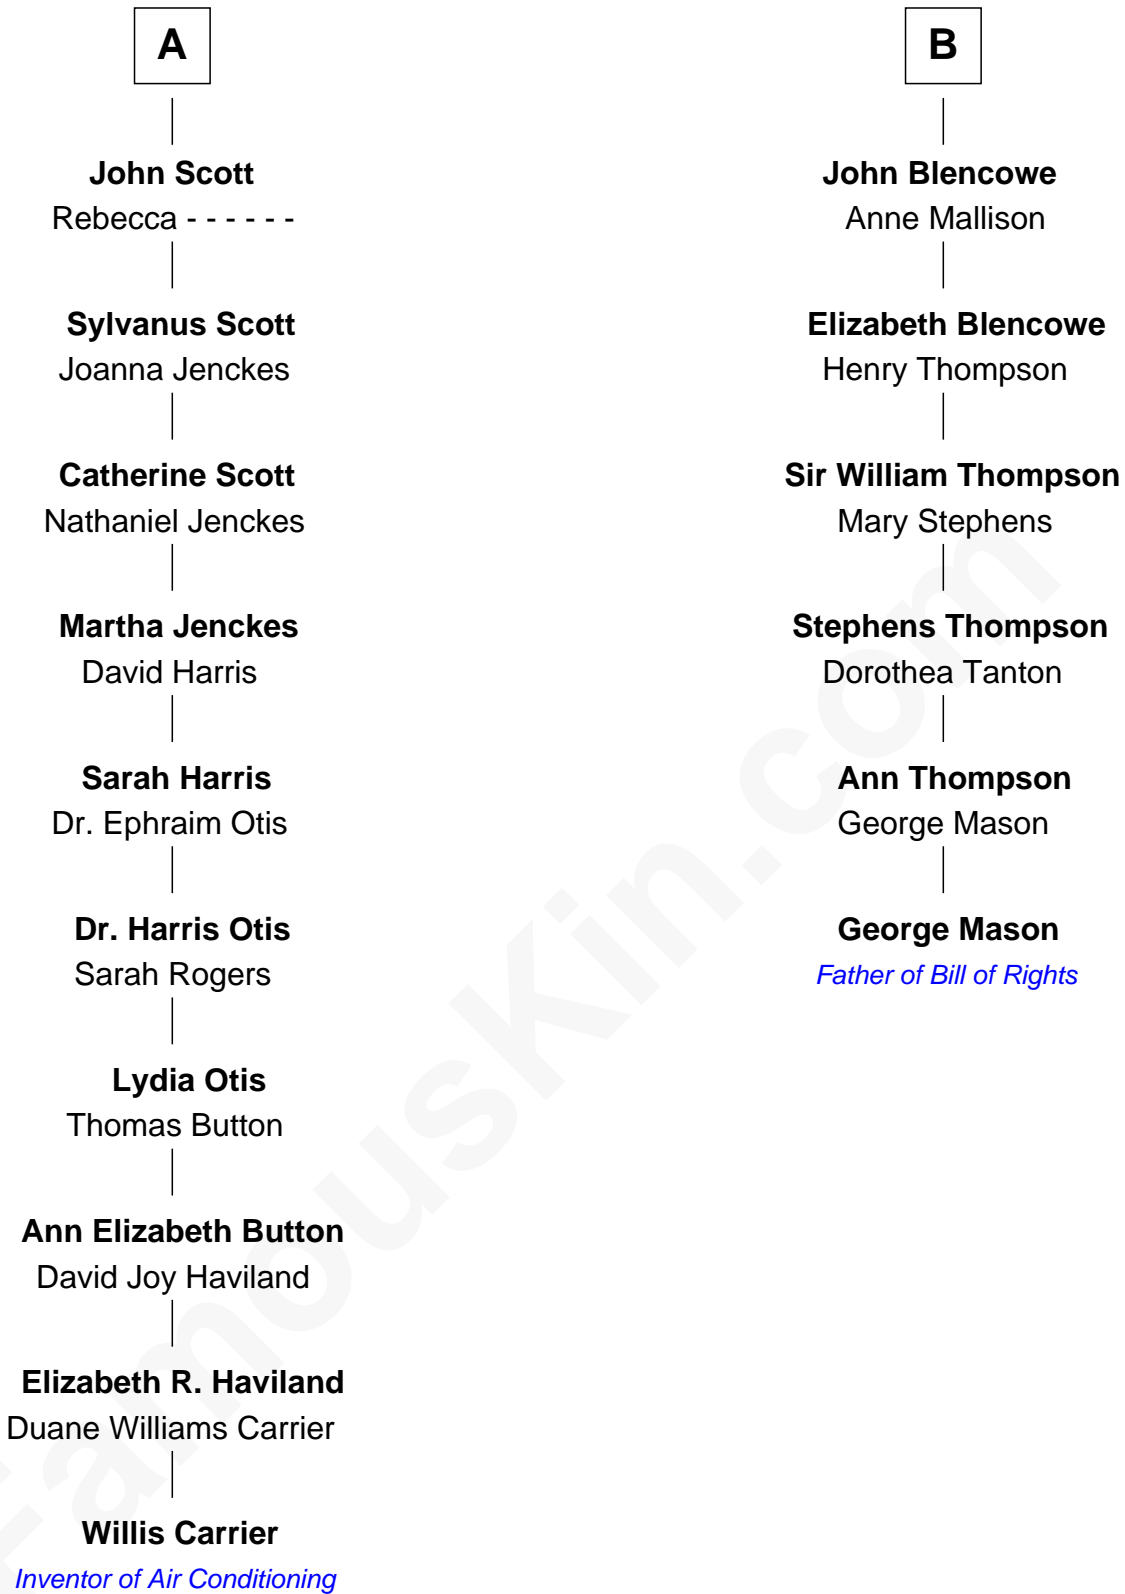 A
John Scott
Rebecca - - - - - -
Sylvanus Scott
Joanna Jenckes
Catherine Scott
Nathaniel Jenckes
Martha Jenckes
David Harris
Sarah Harris
Dr. Ephraim Otis
Dr. Harris Otis
Sarah Rogers
Lydia Otis
Thomas Button
Ann Elizabeth Button
David Joy Haviland
Elizabeth R. Haviland
Duane Williams Carrier
Willis Carrier
Inventor of Air Conditioning
B
John Blencowe
Anne Mallison
Elizabeth Blencowe
Henry Thompson
Sir William Thompson
Mary Stephens
Stephens Thompson
Dorothea Tanton
Ann Thompson
George Mason
George Mason
Father of Bill of Rights
FamousKin.com